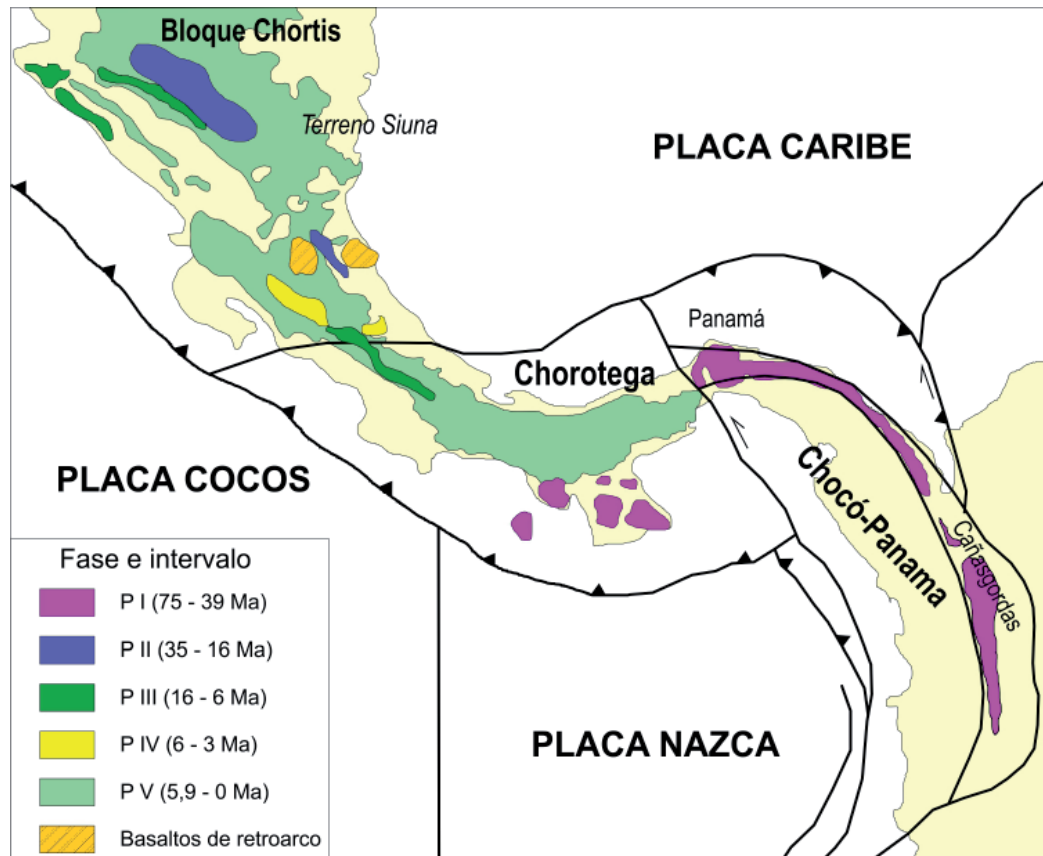 Bloque Chortis
Terreno Siuna
PLACA CARIBE
Panamá
Chorotega
PLACA COCOS
Chocó-Panama
Cañasgordas
PLACA NAZCA
Fase e intervalo
P I (75 - 39 Ma)
P II (35 - 16 Ma)
P III (16 - 6 Ma)
P IV (6 - 3 Ma)
P V (5,9 - 0 Ma)
Basaltos de retroarco